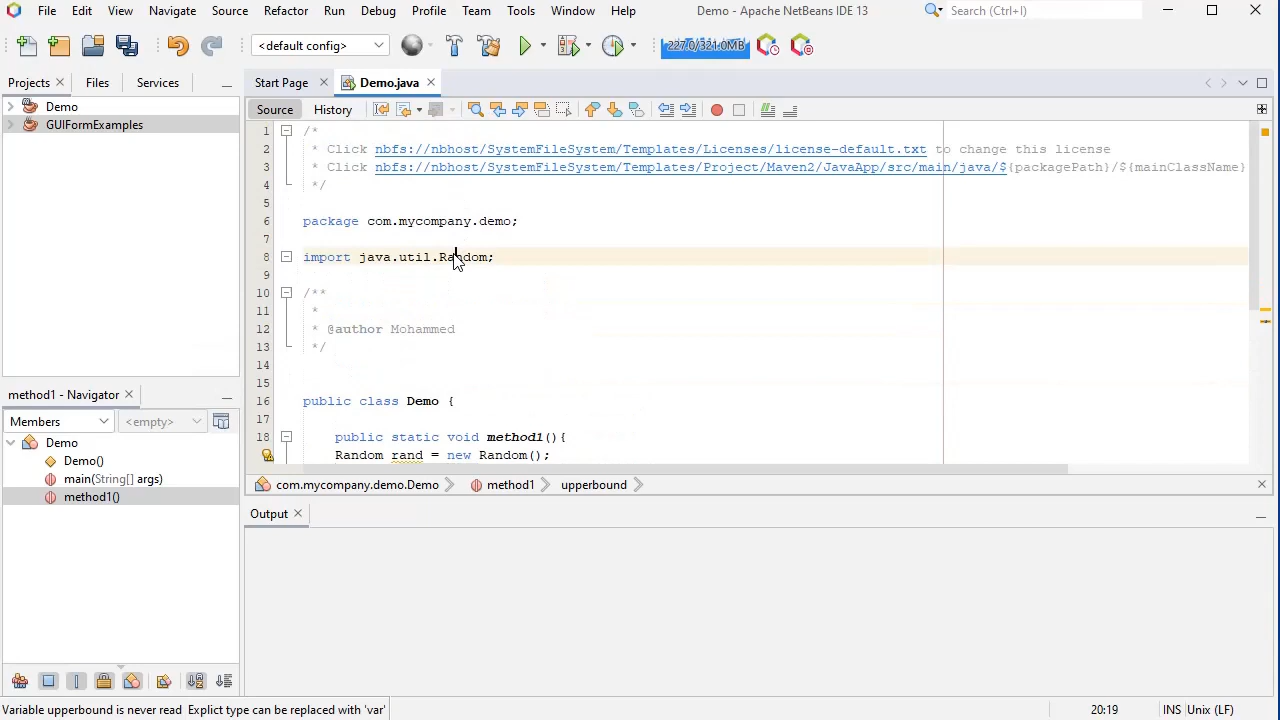 File Edit View Navigate Source Refactor Run Debug Profile Team Tools Window Help Demo - Apache NetBeans IDE 13 Search (Ctrl+I)
<default config> 227.0/321.0MB
Projects Files Services
Start Page Demo.java
Source History
Demo
GUIFormExamples
1 /*
2 * Click nbfs://nbhost/SystemFileSystem/Templates/Licenses/license-default.txt to change this license
3 * Click nbfs://nbhost/SystemFileSystem/Templates/Project/Maven2/JavaApp/src/main/java/${packagePath}/${mainClassName}
4 */
5
6 package com.mycompany.demo;
7
8 import java.util.Random;
9
10 /**
11 *
12 * @author Mohammed
13 */
14
15
16 public class Demo {
17
18 public static void method1(){
Random rand = new Random();
method1 - Navigator
Members <empty>
Demo
Demo()
main(String[] args)
method1()
com.mycompany.demo.Demo method1 upperbound
Output
Variable upperbound is never read Explict type can be replaced with 'var' 20:19 INS Unix (LF)